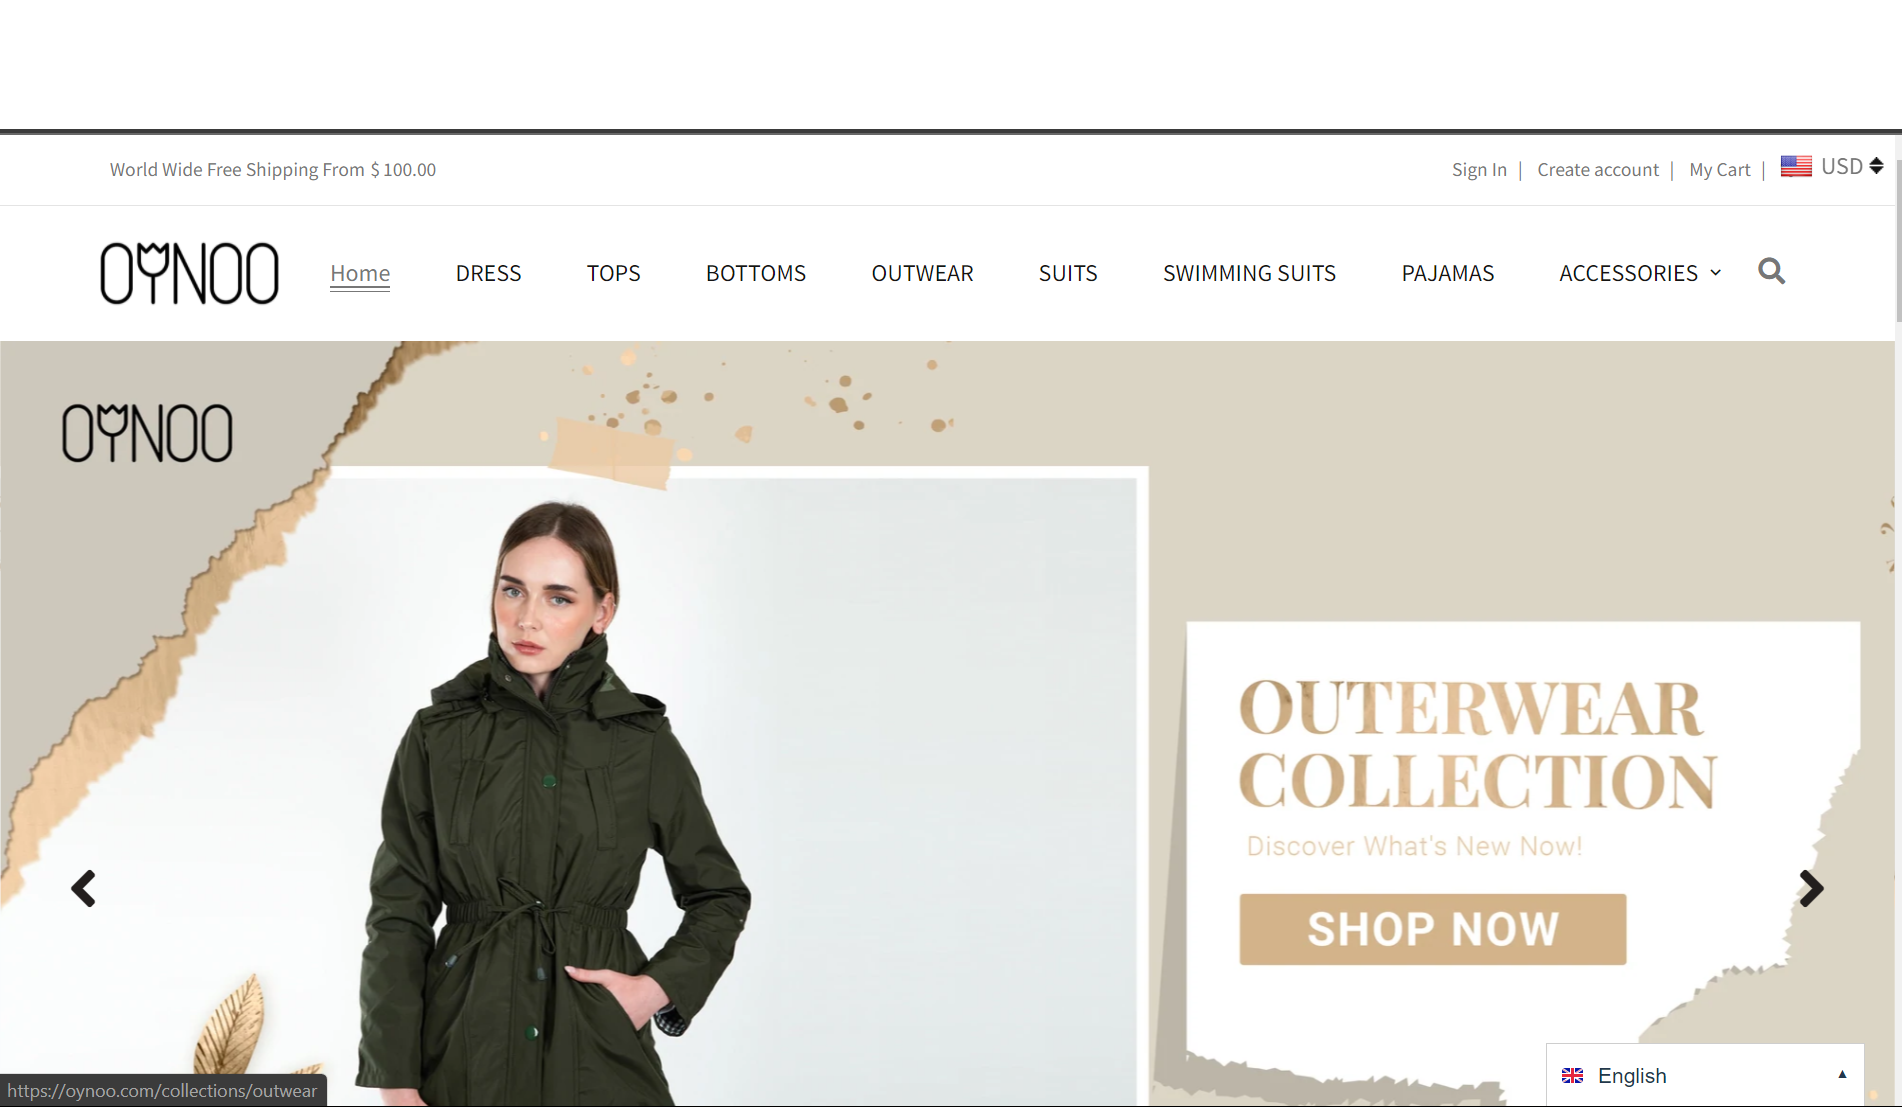 World Wide Free Shipping From $ 100.00
Sign In | Create account | My Cart | USD
OYNOO
Home DRESS TOPS BOTTOMS OUTWEAR SUITS SWIMMING SUITS PAJAMAS ACCESSORIES
OYNOO
OUTERWEAR
COLLECTION
Discover What's New Now!
SHOP NOW
English
https://oynoo.com/collections/outwear